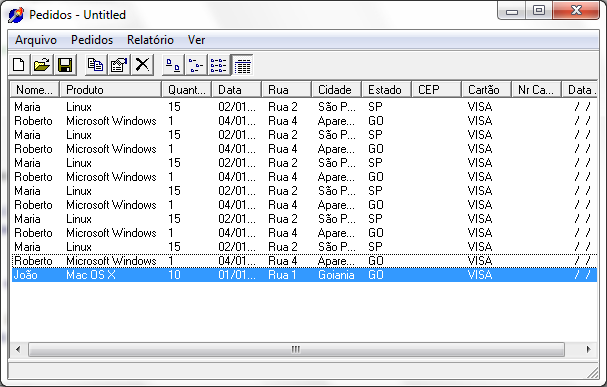 Pedidos - Untitled
Arquivo Pedidos Relatório Ver
Nome... Produto Quant... Data Rua Cidade Estado CEP Cartão Nr Ca... Data .
Maria Linux 15 02/01... Rua 2 São P... SP VISA / /
Roberto Microsoft Windows 1 04/01... Rua 4 Apare... GO VISA / /
Maria Linux 15 02/01... Rua 2 São P... SP VISA / /
Roberto Microsoft Windows 1 04/01... Rua 4 Apare... GO VISA / /
Maria Linux 15 02/01... Rua 2 São P... SP VISA / /
Roberto Microsoft Windows 1 04/01... Rua 4 Apare... GO VISA / /
Maria Linux 15 02/01... Rua 2 São P... SP VISA / /
Roberto Microsoft Windows 1 04/01... Rua 4 Apare... GO VISA / /
Maria Linux 15 02/01... Rua 2 São P... SP VISA / /
Roberto Microsoft Windows 1 04/01... Rua 4 Apare... GO VISA / /
Maria Linux 15 02/01... Rua 2 São P... SP VISA / /
Roberto Microsoft Windows 1 04/01... Rua 4 Apare... GO VISA / /
João Mac OS X 10 01/01... Rua 1 Goiania GO VISA / /